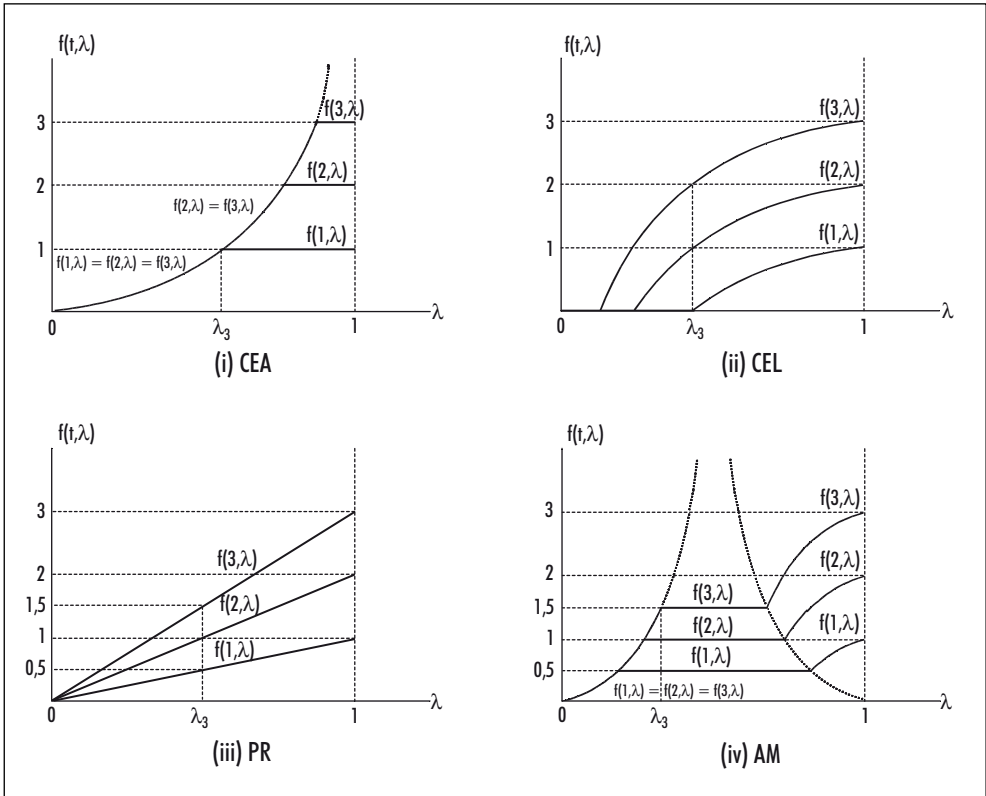 f(t,λ)
3
2
1
0
f(3,λ)
f(2,λ)
f(1,λ)
f(2,λ) = f(3,λ)
f(1,λ) = f(2,λ) = f(3,λ)
λ₃
1
λ
(i) CEA
f(t,λ)
3
2
1
0
f(3,λ)
f(2,λ)
f(1,λ)
λ₃
1
λ
(ii) CEL
f(t,λ)
3
2
1,5
1
0,5
0
f(3,λ)
f(2,λ)
f(1,λ)
λ₃
1
λ
(iii) PR
f(t,λ)
3
2
1,5
1
0,5
0
f(3,λ)
f(2,λ)
f(1,λ)
f(3,λ)
f(2,λ)
f(1,λ)
f(1,λ) = f(2,λ) = f(3,λ)
λ₃
1
λ
(iv) AM